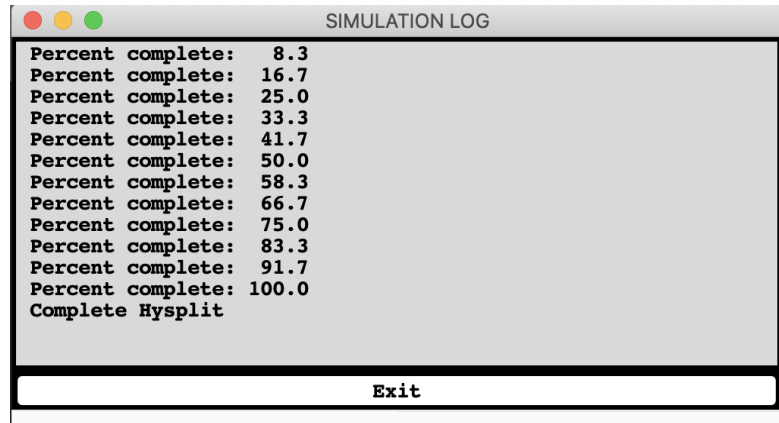 SIMULATION LOG
Percent complete: 8.3
Percent complete: 16.7
Percent complete: 25.0
Percent complete: 33.3
Percent complete: 41.7
Percent complete: 50.0
Percent complete: 58.3
Percent complete: 66.7
Percent complete: 75.0
Percent complete: 83.3
Percent complete: 91.7
Percent complete: 100.0
Complete Hysplit
Exit